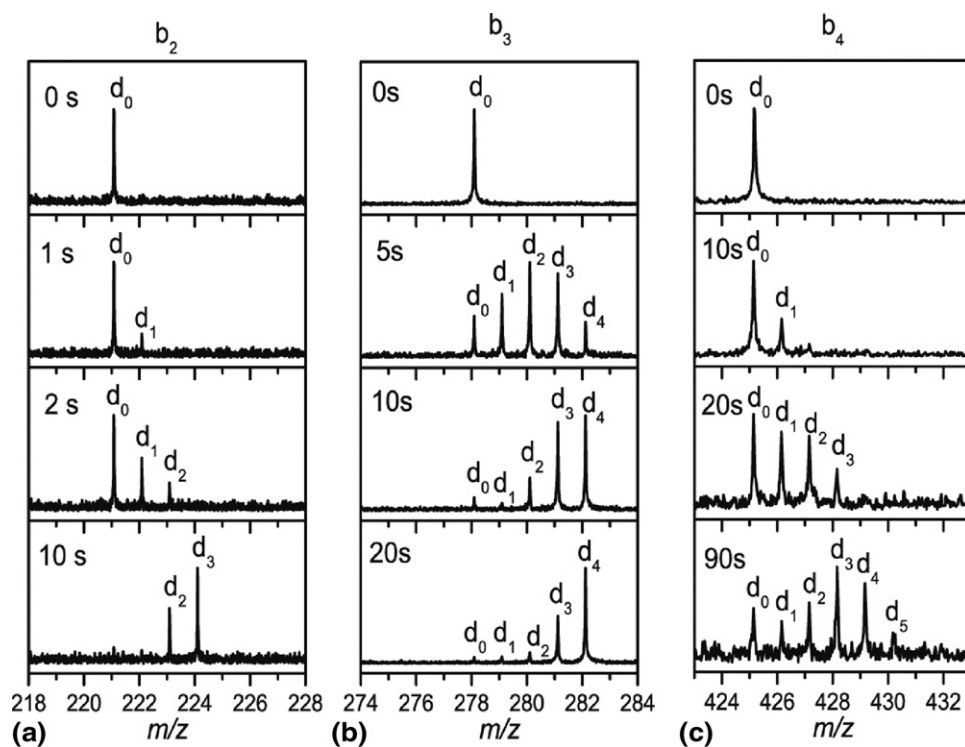 b₂
0 s
d₀
1 s
d₀
d₁
2 s
d₀
d₁
d₂
10 s
d₂
d₃
218 220 222 224 226 228
(a)
m/z
b₃
0s
d₀
5s
d₀
d₁
d₂
d₃
d₄
10s
d₀
d₁
d₂
d₃
d₄
20s
d₀
d₁
d₂
d₃
d₄
274 276 278 280 282 284
(b)
m/z
b₄
0s
d₀
10s
d₀
d₁
20s
d₀
d₁
d₂
d₃
90s
d₀
d₁
d₂
d₃
d₄
d₅
424 426 428 430 432
(c)
m/z